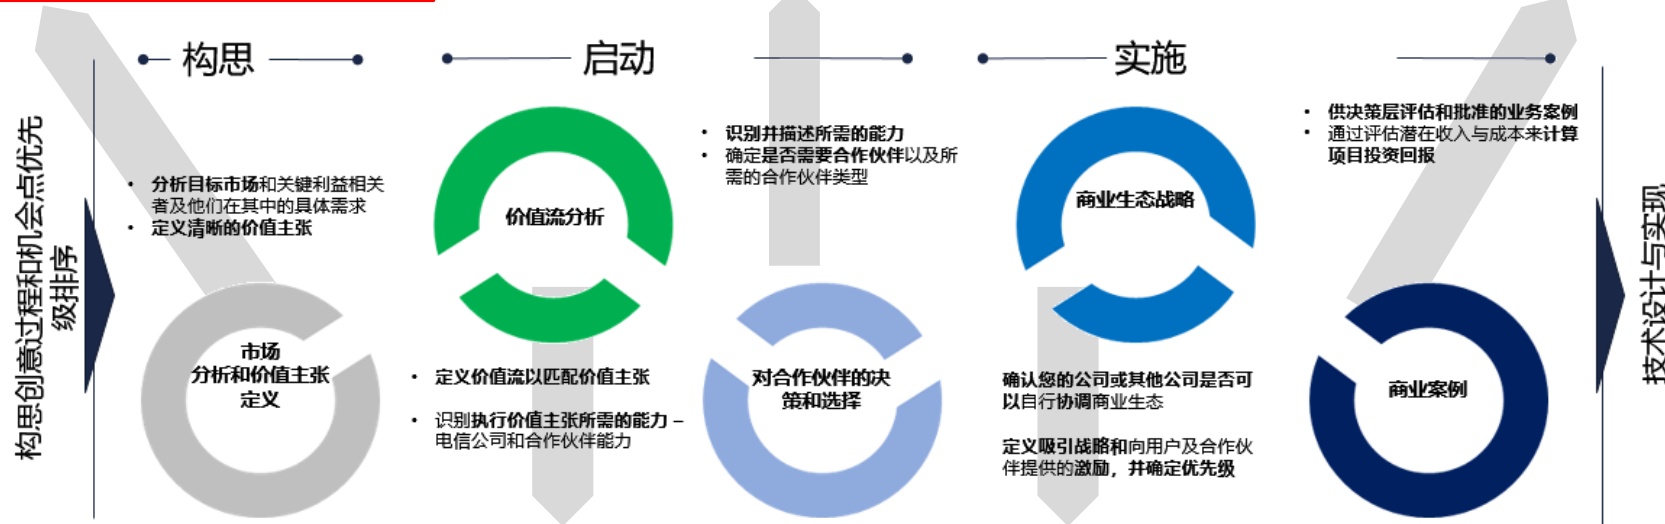 构思
启动
实施
构思创意过程和机会点优先
级排序
• 分析目标市场和关键利益相关
者及他们在其中的具体需求
• 定义清晰的价值主张
市场
分析和价值主张
定义
价值流分析
• 定义价值流以匹配价值主张
• 识别执行价值主张所需的能力 –
电信公司和合作伙伴能力
• 识别并描述所需的能力
• 确定是否需要合作伙伴以及所
需的合作伙伴类型
对合作伙伴的决
策和选择
商业生态战略
确认您的公司或其他公司是否可
以自行协调商业生态
定义吸引战略和向用户及合作伙
伴提供的激励，并确定优先级
• 供决策层评估和批准的业务案例
• 通过评估潜在收入与成本来计算
项目投资回报
商业案例
技术设计与实现